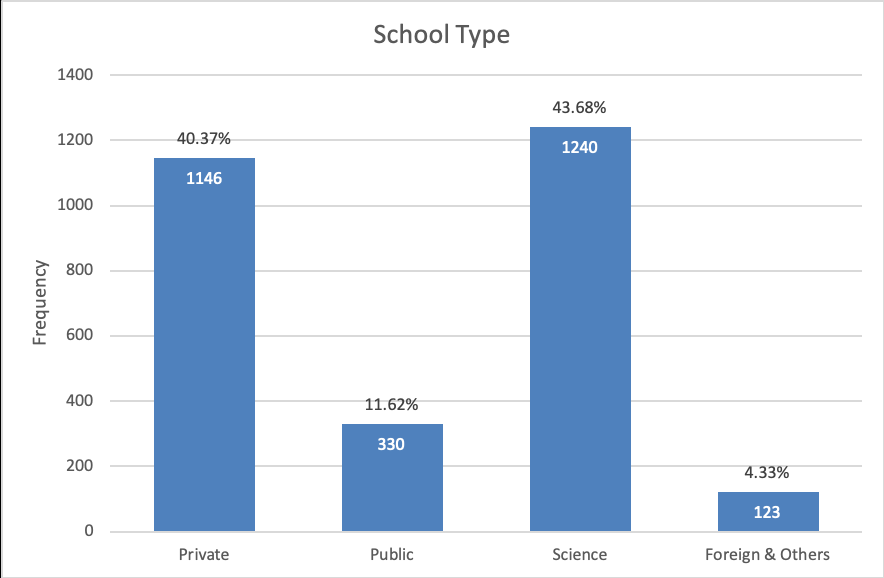 School Type
1400
1200
1000
800
600
400
200
0
Frequency
40.37%
1146
11.62%
330
43.68%
1240
4.33%
123
Private
Public
Science
Foreign & Others